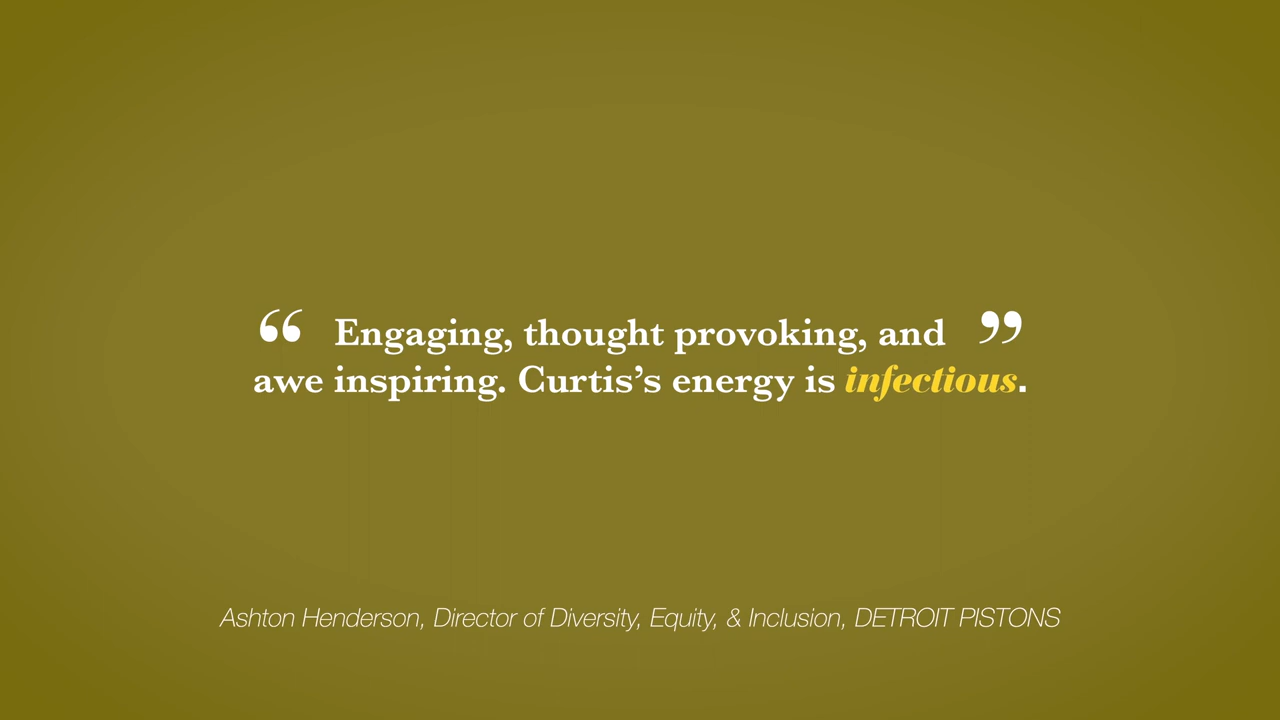 “ Engaging, thought provoking, and ”
awe inspiring. Curtis’s energy is infectious.
Ashton Henderson, Director of Diversity, Equity, & Inclusion, DETROIT PISTONS